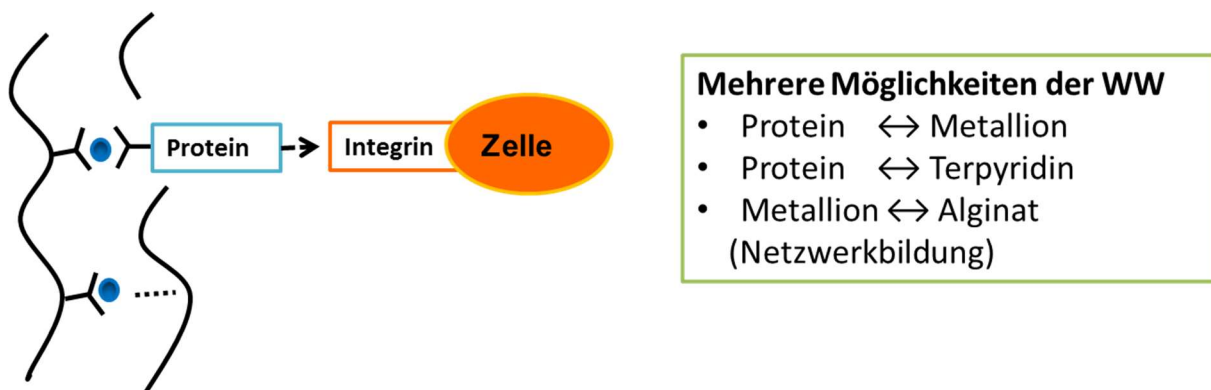 Protein
Integrin
Zelle
Mehrere Möglichkeiten der WW
• Protein ↔ Metallion
• Protein ↔ Terpyridin
• Metallion ↔ Alginat
(Netzwerkbildung)